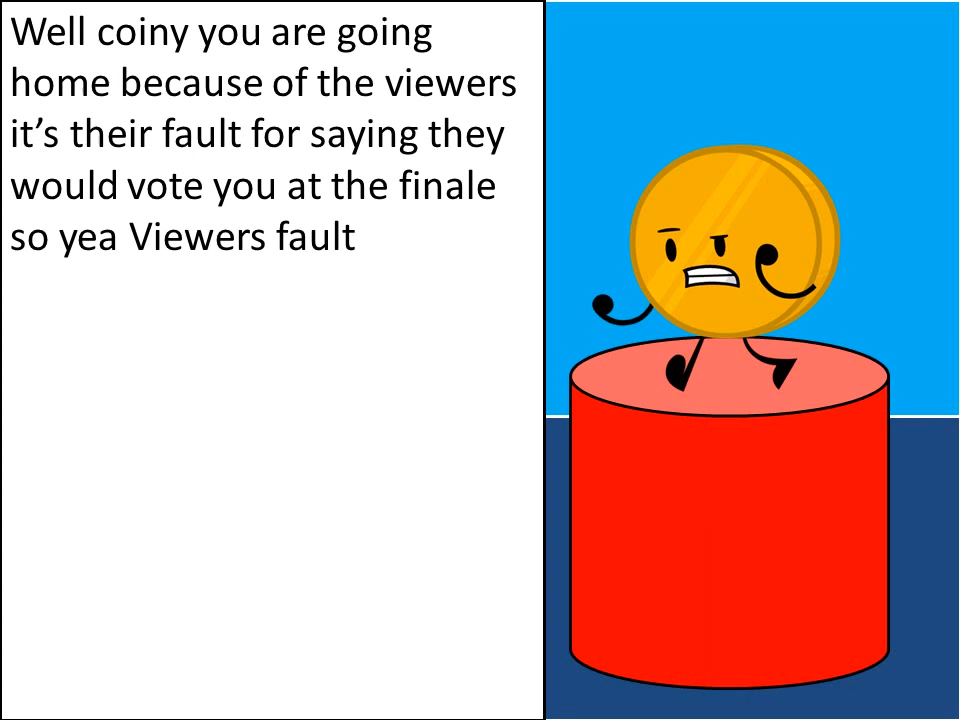 Well coiny you are going
home because of the viewers
it’s their fault for saying they
would vote you at the finale
so yea Viewers fault